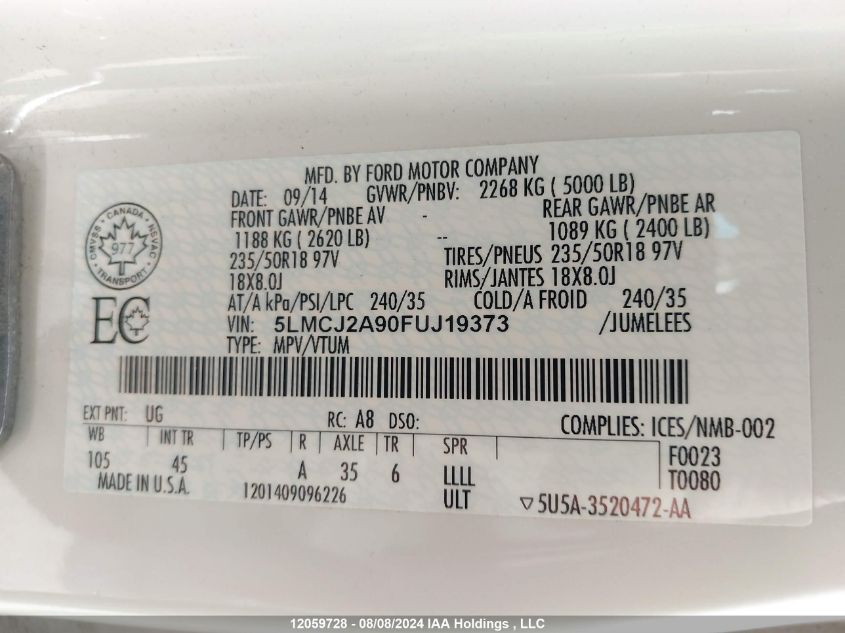 MFD. BY FORD MOTOR COMPANY
DATE: 09/14 GVWR/PNBV: 2268 KG ( 5000 LB)
FRONT GAWR/PNBE AV - REAR GAWR/PNBE AR
1188 KG ( 2620 LB) -- 1089 KG ( 2400 LB)
235/50R18 97V TIRES/PNEUS 235/50R18 97V
18X8.0J RIMS/JANTES 18X8.0J
AT/A kPa/PSI/LPC 240/35 COLD/A FROID 240/35
VIN: 5LMCJ2A90FUJ19373 /JUMELEES
TYPE: MPV/VTUM
CANADA
CMVSS NSVAC
977
TRANSPORT
EC
EXT PNT: UG RC: A8 DSO: COMPLIES: ICES/NMB-002
WB INT TR TP/PS R AXLE TR SPR F0023
105 45 A 35 6 LLLL T0080
MADE IN U.S.A. 1201409096226 ULT 5U5A-3520472-AA
12059728 - 08/08/2024 IAA Holdings , LLC